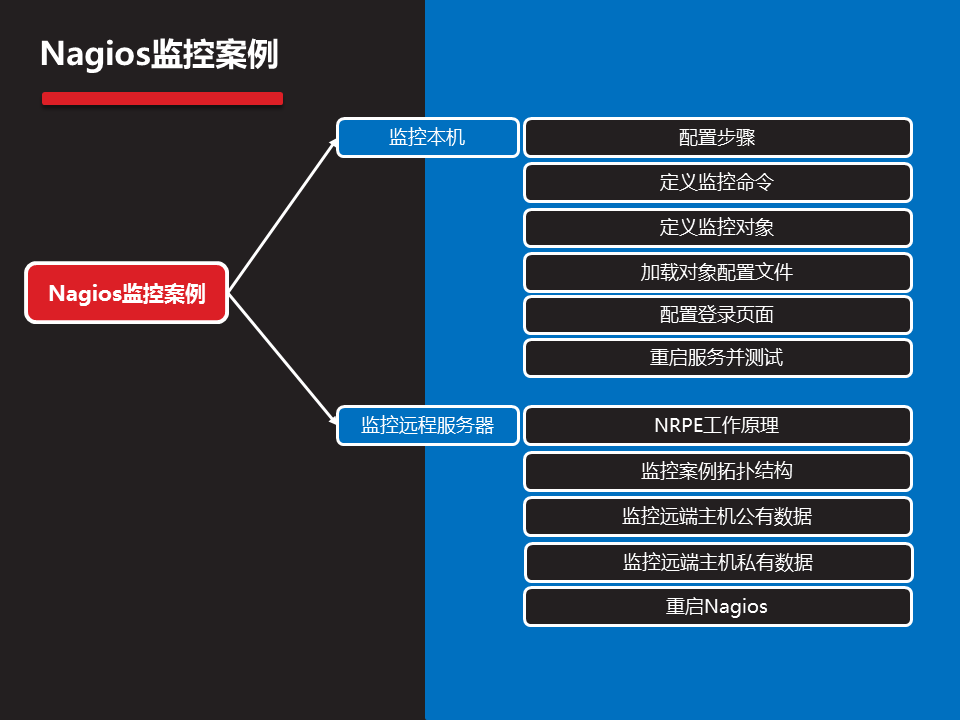 Nagios监控案例
监控本机
配置步骤
定义监控命令
定义监控对象
加载对象配置文件
配置登录页面
重启服务并测试
Nagios监控案例
监控远程服务器
NRPE工作原理
监控案例拓扑结构
监控远端主机公有数据
监控远端主机私有数据
重启Nagios